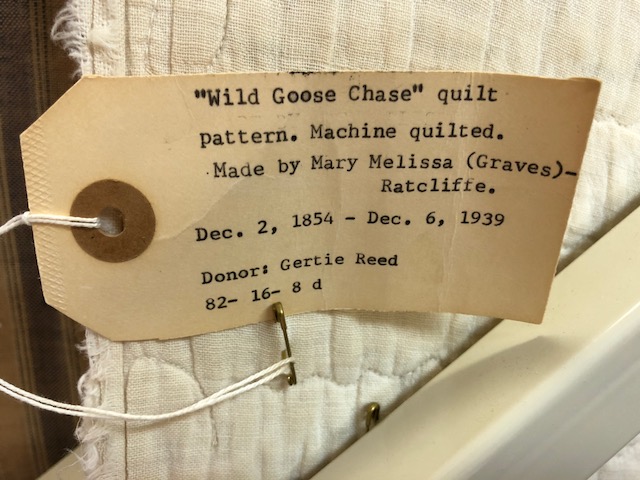 "Wild Goose Chase" quilt
pattern. Machine quilted.
Made by Mary Melissa (Graves)-
Ratcliffe.
Dec. 2, 1854 - Dec. 6, 1939
Donor: Gertie Reed
82- 16- 8 d